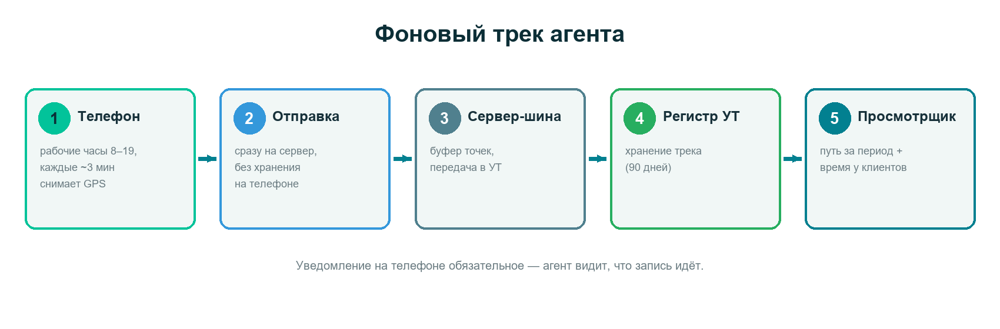 Фоновый трек агента
1 Телефон
рабочие часы 8–19,
каждые ~3 мин
снимает GPS
2 Отправка
сразу на сервер,
без хранения
на телефоне
3 Сервер-шина
буфер точек,
передача в УТ
4 Регистр УТ
хранение трека
(90 дней)
5 Просмотрщик
путь за период +
время у клиентов
Уведомление на телефоне обязательное — агент видит, что запись идёт.